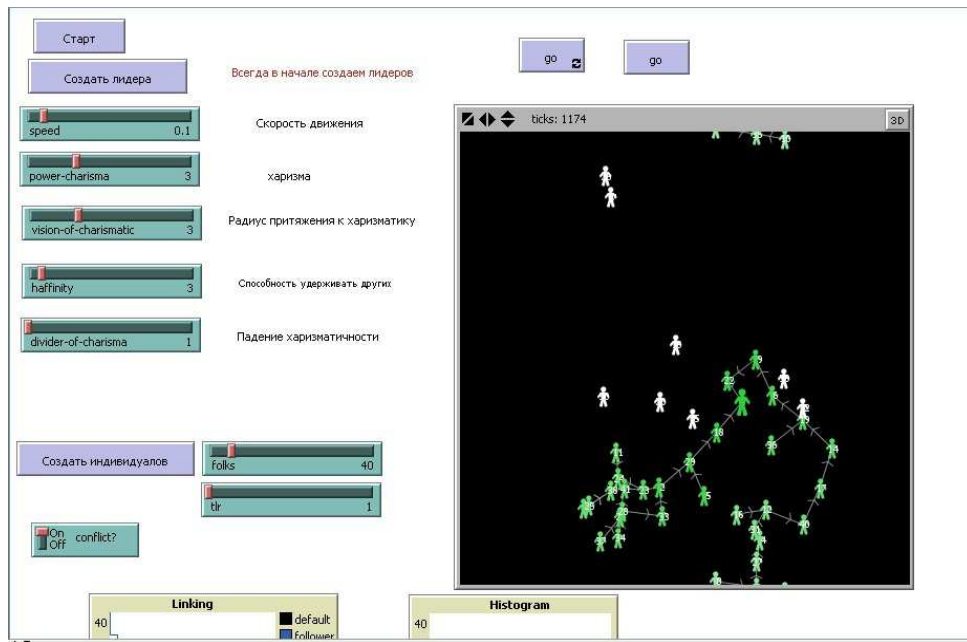 Старт
go
go
Создать лидера
Всегда в начале создаем лидеров
ticks: 1174
3D
speed 0.1
Скорость движения
power-charisma 3
харизма
vision-of-charismatic 3
Радиус притяжения к харизматику
haffinity 3
Способность удерживать других
divider-of-charisma 1
Падение харизматичности
Создать индивидуалов
folks 40
tlr 1
On
Off
conflict?
Linking
40
default
follower
Histogram
40